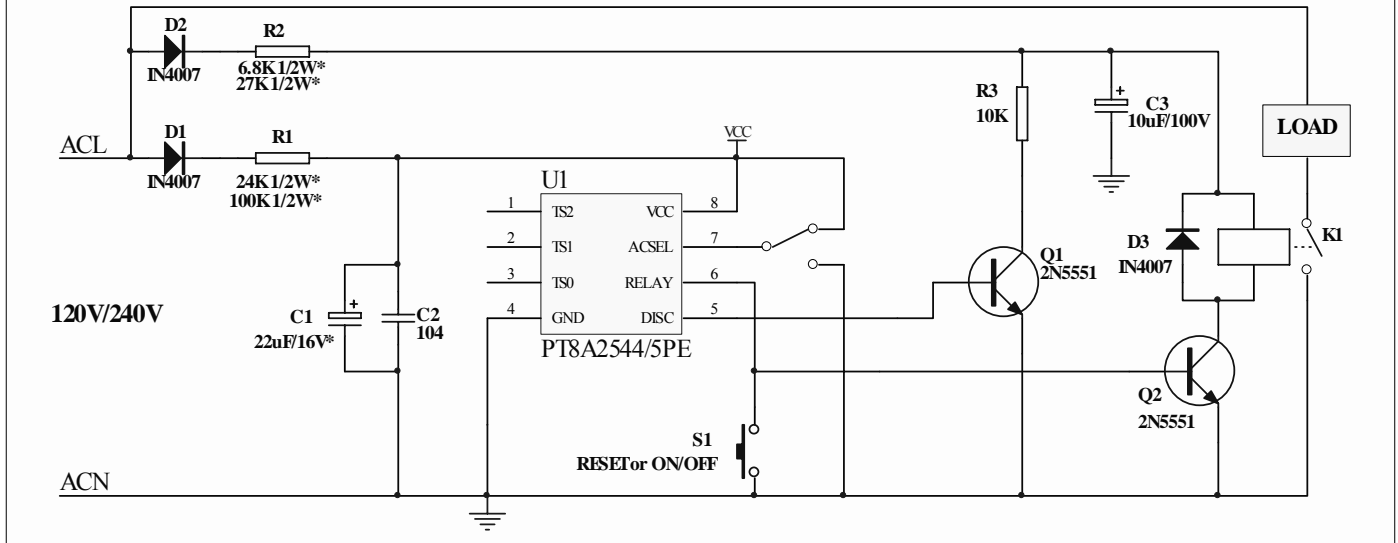 D2
IN4007
R2
6.8K1/2W*
27K1/2W*
R3
10K
+
C3
10uF/100V
LOAD
ACL
D1
IN4007
R1
24K1/2W*
100K1/2W*
VCC
U1
1 TS2 VCC 8
2 TS1 ACSEL 7
3 TS0 RELAY 6
4 GND DISC 5
PT8A2544/5PE
Q1
2N5551
D3
IN4007
K1
120V/240V
+
C1
22uF/16V*
C2
104
Q2
2N5551
S1
RESETor ON/OFF
ACN